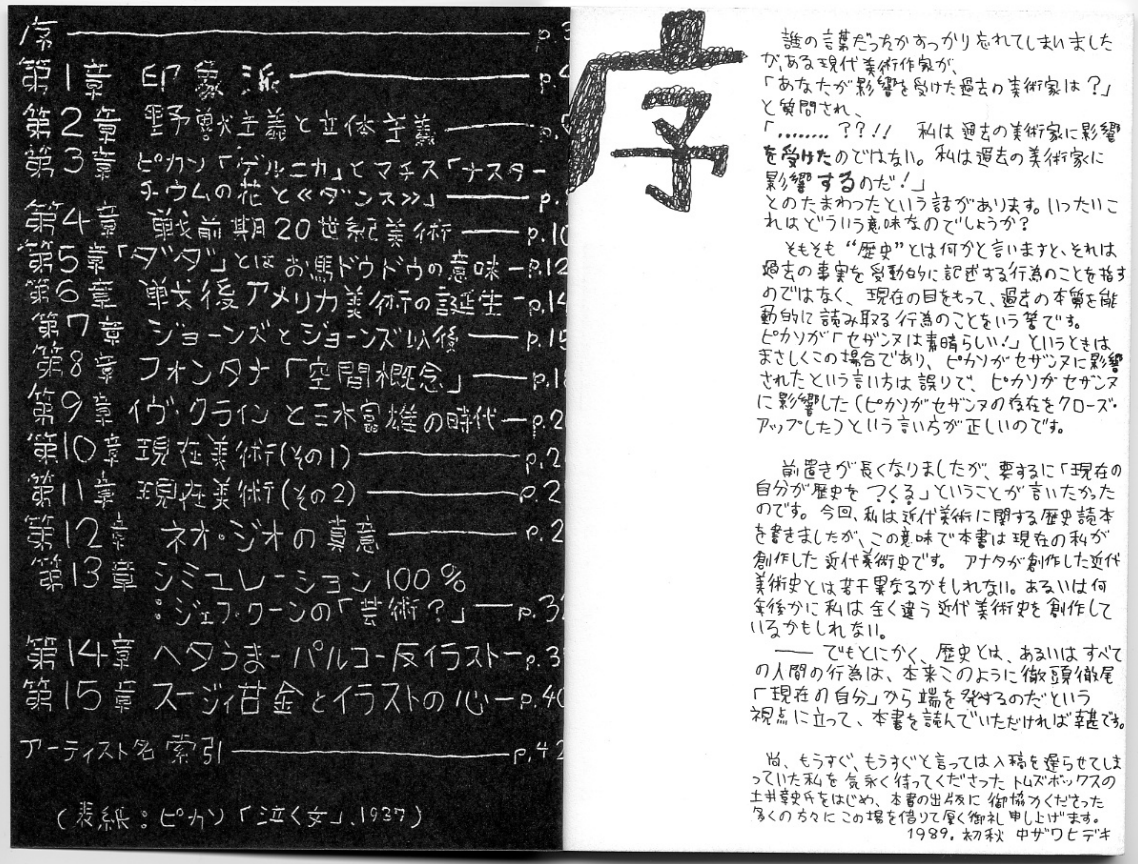 序 p.3
第1章 印象派 p.4
第2章 野獣主義と立体主義 p.
第3章 ピカソ「ゲルニカ」とマチス「ナスター
チウムの花と《ダンス》」 p.
第4章 戦前期20世紀美術 p.10
第5章「ダダ」とはお馬ドウドウの意味 p.12
第6章 戦後アメリカ美術の誕生 p.14
第7章 ジョーンズとジョーンズ以後 p.15
第8章 フォンタナ「空間概念」 p.1
第9章 イヴ・クラインと三木富雄の時代 p.2
第10章 現在美術(その1) p.2
第11章 現在美術(その2) p.2
第12章 ネオ・ジオの真意 p.2
第13章 シミュレーション100%
:ジェフ・クーンの「芸術?」 p.3
第14章 ヘタうまーパルコー反イラスト p.3
第15章 スージィ甘金とイラストの心 p.40
アーティスト名索引 p.42
(表紙:ピカソ「泣く女」.1937)
序
誰の言葉だったかすっかり忘れてしまいました
が、ある現代美術作家が、
「あなたが影響を受けた過去の美術家は?」
と質問され、
「........??!! 私は過去の美術家に影響
を受けたのではない。私は過去の美術家に
影響するのだ!」
とのたまわったという話があります。いったいこ
れはどういう意味なのでしょうか?
そもそも“歴史”とは何かと言いますと、それは
過去の事実を受動的に記述する行為のことを指す
のではなく、現在の目をもって、過去の本質を能
動的に読み取る行為のことをいう筈です。
ピカソが「セザンヌは素晴らしい!」というときは
まさしくこの場合であり、ピカソがセザンヌに影響
されたという言い方は誤りで、ピカソがセザンヌ
に影響した(ピカソがセザンヌの存在をクローズ・
アップした)という言い方が正しいのです。
前置きが長くなりましたが、要するに「現在の
自分が歴史をつくる」ということが言いたかった
のです。今回、私は近代美術に関する歴史読本
を書きましたが、この意味で本書は現在の私が
創作した近代美術史です。アナタが創作した近代
美術史とは若干異なるかもしれない。あるいは何
年後かに私は全く違う近代美術史を創作して
いるかもしれない。
── でもとにかく、歴史とは、あるいはすべて
の人間の行為は、本来このように徹頭徹尾
「現在の自分」から端を発するのだという
視点に立って、本書を読んでいただければ幸甚です。
尚、もうすぐ、もうすぐと言っては入稿を遅らせてしま
っていた私を気永く待ってくださったトムズボックスの
土井章史氏をはじめ、本書の出版に御協力くださった
多くの方々にこの場を借りて厚く御礼申し上げます。
1989.初秋 中ザワヒデキ